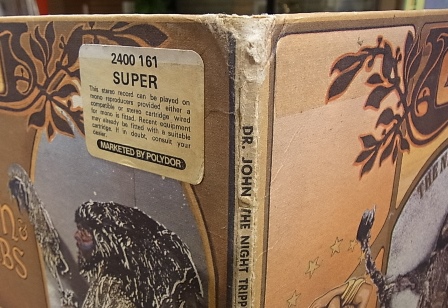 2400 161
SUPER
This stereo record can be played on
mono reproducers provided either a
compatible or stereo cartridge wired
for mono is fitted. Recent equipment
may already be fitted with a suitable
cartridge. If in doubt, consult your
dealer.
MARKETED BY POLYDOR
DR. JOHN THE NIGHT TRIPP
BS